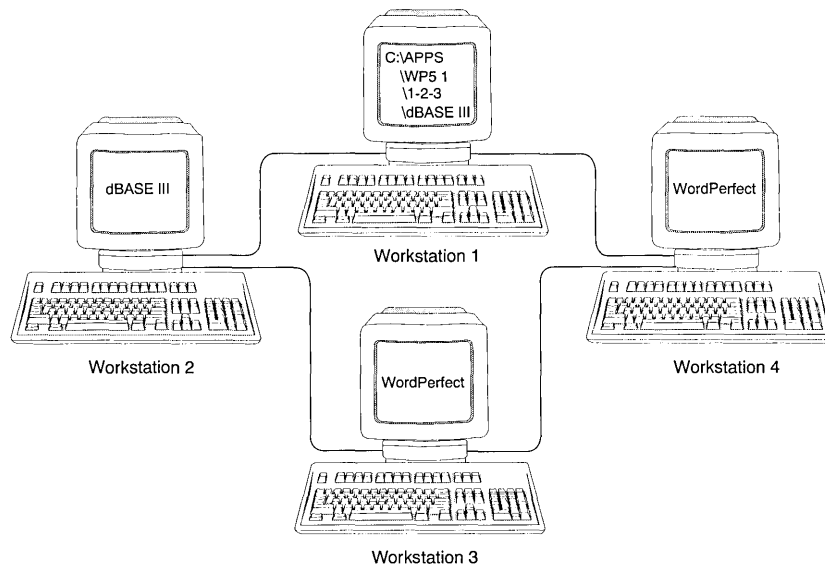 C:\APPS
\WP5 1
\1-2-3
\dBASE III
Workstation 1
dBASE III
Workstation 2
WordPerfect
Workstation 4
WordPerfect
Workstation 3